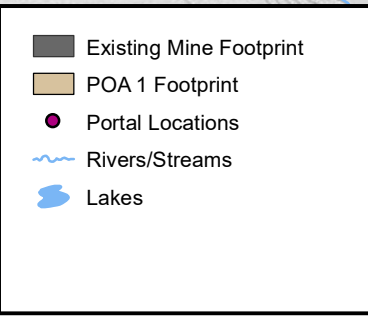 Existing Mine Footprint
POA 1 Footprint
Portal Locations
Rivers/Streams
Lakes